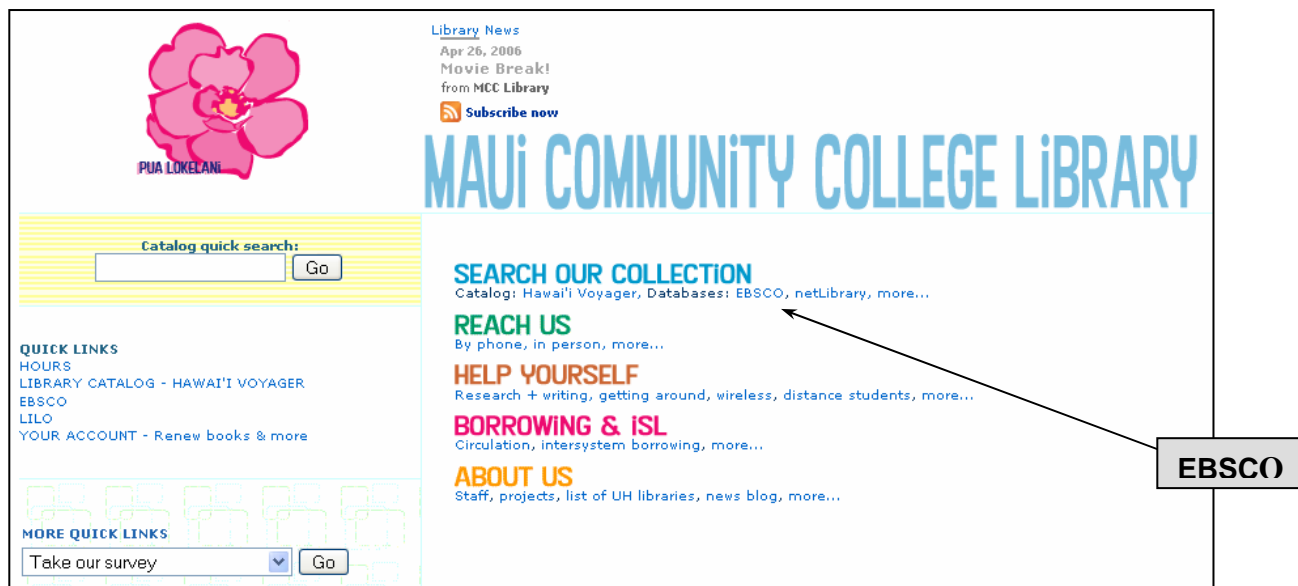 PUA LOKELANi
Library News
Apr 26, 2006
Movie Break!
from MCC Library
Subscribe now
MAUi COMMUNiTY COLLEGE LiBRARY
Catalog quick search:
Go
QUICK LINKS
HOURS
LIBRARY CATALOG - HAWAI'I VOYAGER
EBSCO
LILO
YOUR ACCOUNT - Renew books & more
MORE QUICK LINKS
Take our survey
Go
SEARCH OUR COLLECTiON
Catalog: Hawai'i Voyager, Databases: EBSCO, netLibrary, more...
REACH US
By phone, in person, more...
HELP YOURSELF
Research + writing, getting around, wireless, distance students, more...
BORROWiNG & iSL
Circulation, intersystem borrowing, more...
ABOUT US
Staff, projects, list of UH libraries, news blog, more...
EBSCO